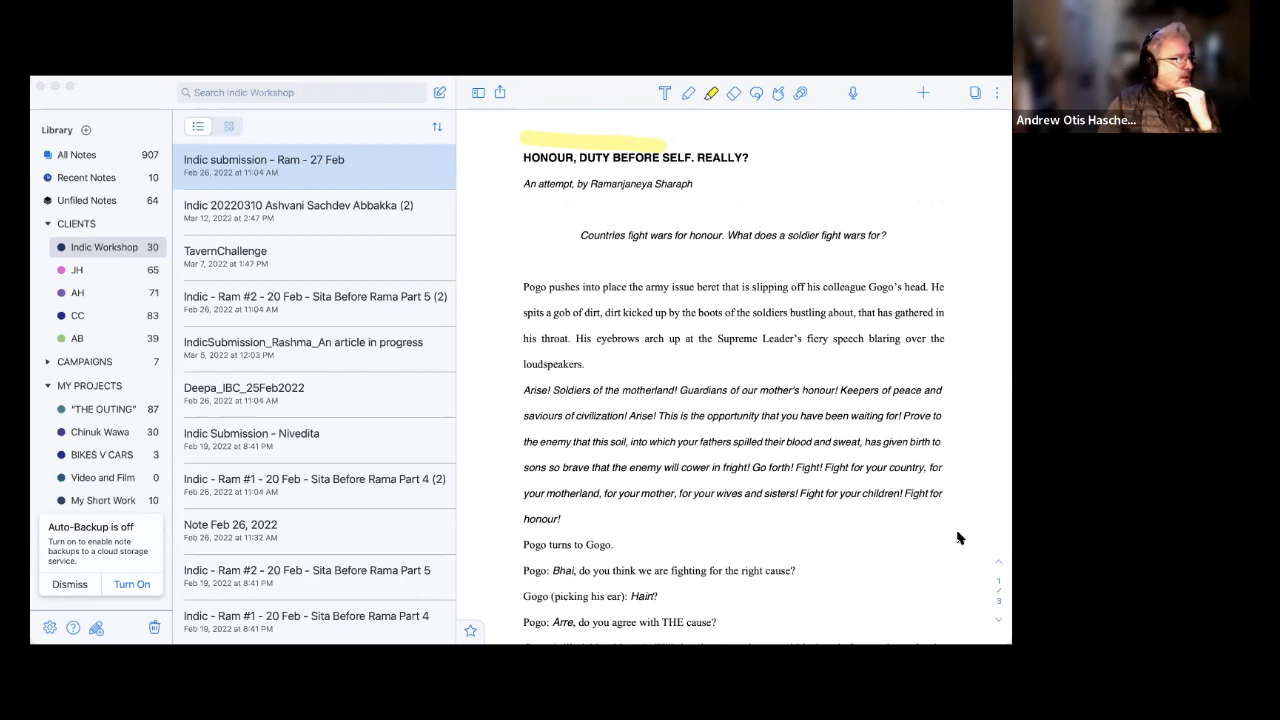 Search Indic Workshop
Andrew Otis Hasche...
Library
All Notes 907
Recent Notes 10
Unfiled Notes 64
CLIENTS
Indic Workshop 30
JH 65
AH 71
CC 83
AB 39
CAMPAIGNS 7
MY PROJECTS
“THE OUTING” 87
Chinuk Wawa 30
BIKES V CARS 3
Video and Film 0
My Short Work 10
Auto-Backup is off
Turn on to enable note
backups to a cloud storage
service.
Dismiss Turn On
Indic submission - Ram - 27 Feb
Feb 26, 2022 at 11:04 AM
Indic 20220310 Ashvani Sachdev Abbakka (2)
Mar 12, 2022 at 2:47 PM
TavernChallenge
Mar 7, 2022 at 1:47 PM
Indic - Ram #2 - 20 Feb - Sita Before Rama Part 5 (2)
Feb 26, 2022 at 11:04 AM
IndicSubmission_Rashma_An article in progress
Mar 5, 2022 at 12:03 PM
Deepa_IBC_25Feb2022
Feb 26, 2022 at 11:04 AM
Indic Submission - Nivedita
Feb 19, 2022 at 8:41 PM
Indic - Ram #1 - 20 Feb - Sita Before Rama Part 4 (2)
Feb 26, 2022 at 11:04 AM
Note Feb 26, 2022
Feb 26, 2022 at 11:32 AM
Indic - Ram #2 - 20 Feb - Sita Before Rama Part 5
Feb 19, 2022 at 8:41 PM
Indic - Ram #1 - 20 Feb - Sita Before Rama Part 4
Feb 19, 2022 at 8:41 PM
HONOUR, DUTY BEFORE SELF. REALLY?
An attempt, by Ramanjaneya Sharaph
Countries fight wars for honour. What does a soldier fight wars for?
Pogo pushes into place the army issue beret that is slipping off his colleague Gogo’s head. He
spits a gob of dirt, dirt kicked up by the boots of the soldiers bustling about, that has gathered in
his throat. His eyebrows arch up at the Supreme Leader’s fiery speech blaring over the
loudspeakers.
Arise! Soldiers of the motherland! Guardians of our mother’s honour! Keepers of peace and
saviours of civilization! Arise! This is the opportunity that you have been waiting for! Prove to
the enemy that this soil, into which your fathers spilled their blood and sweat, has given birth to
sons so brave that the enemy will cower in fright! Go forth! Fight! Fight for your country, for
your motherland, for your mother, for your wives and sisters! Fight for your children! Fight for
honour!
Pogo turns to Gogo.
Pogo: Bhai, do you think we are fighting for the right cause?
Gogo (picking his ear): Hain?
Pogo: Arre, do you agree with THE cause?
1
/
3